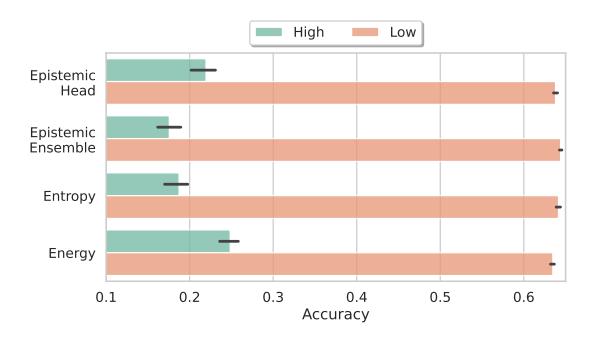 High Low
Epistemic
Head
Epistemic
Ensemble
Entropy
Energy
0.1 0.2 0.3 0.4 0.5 0.6
Accuracy